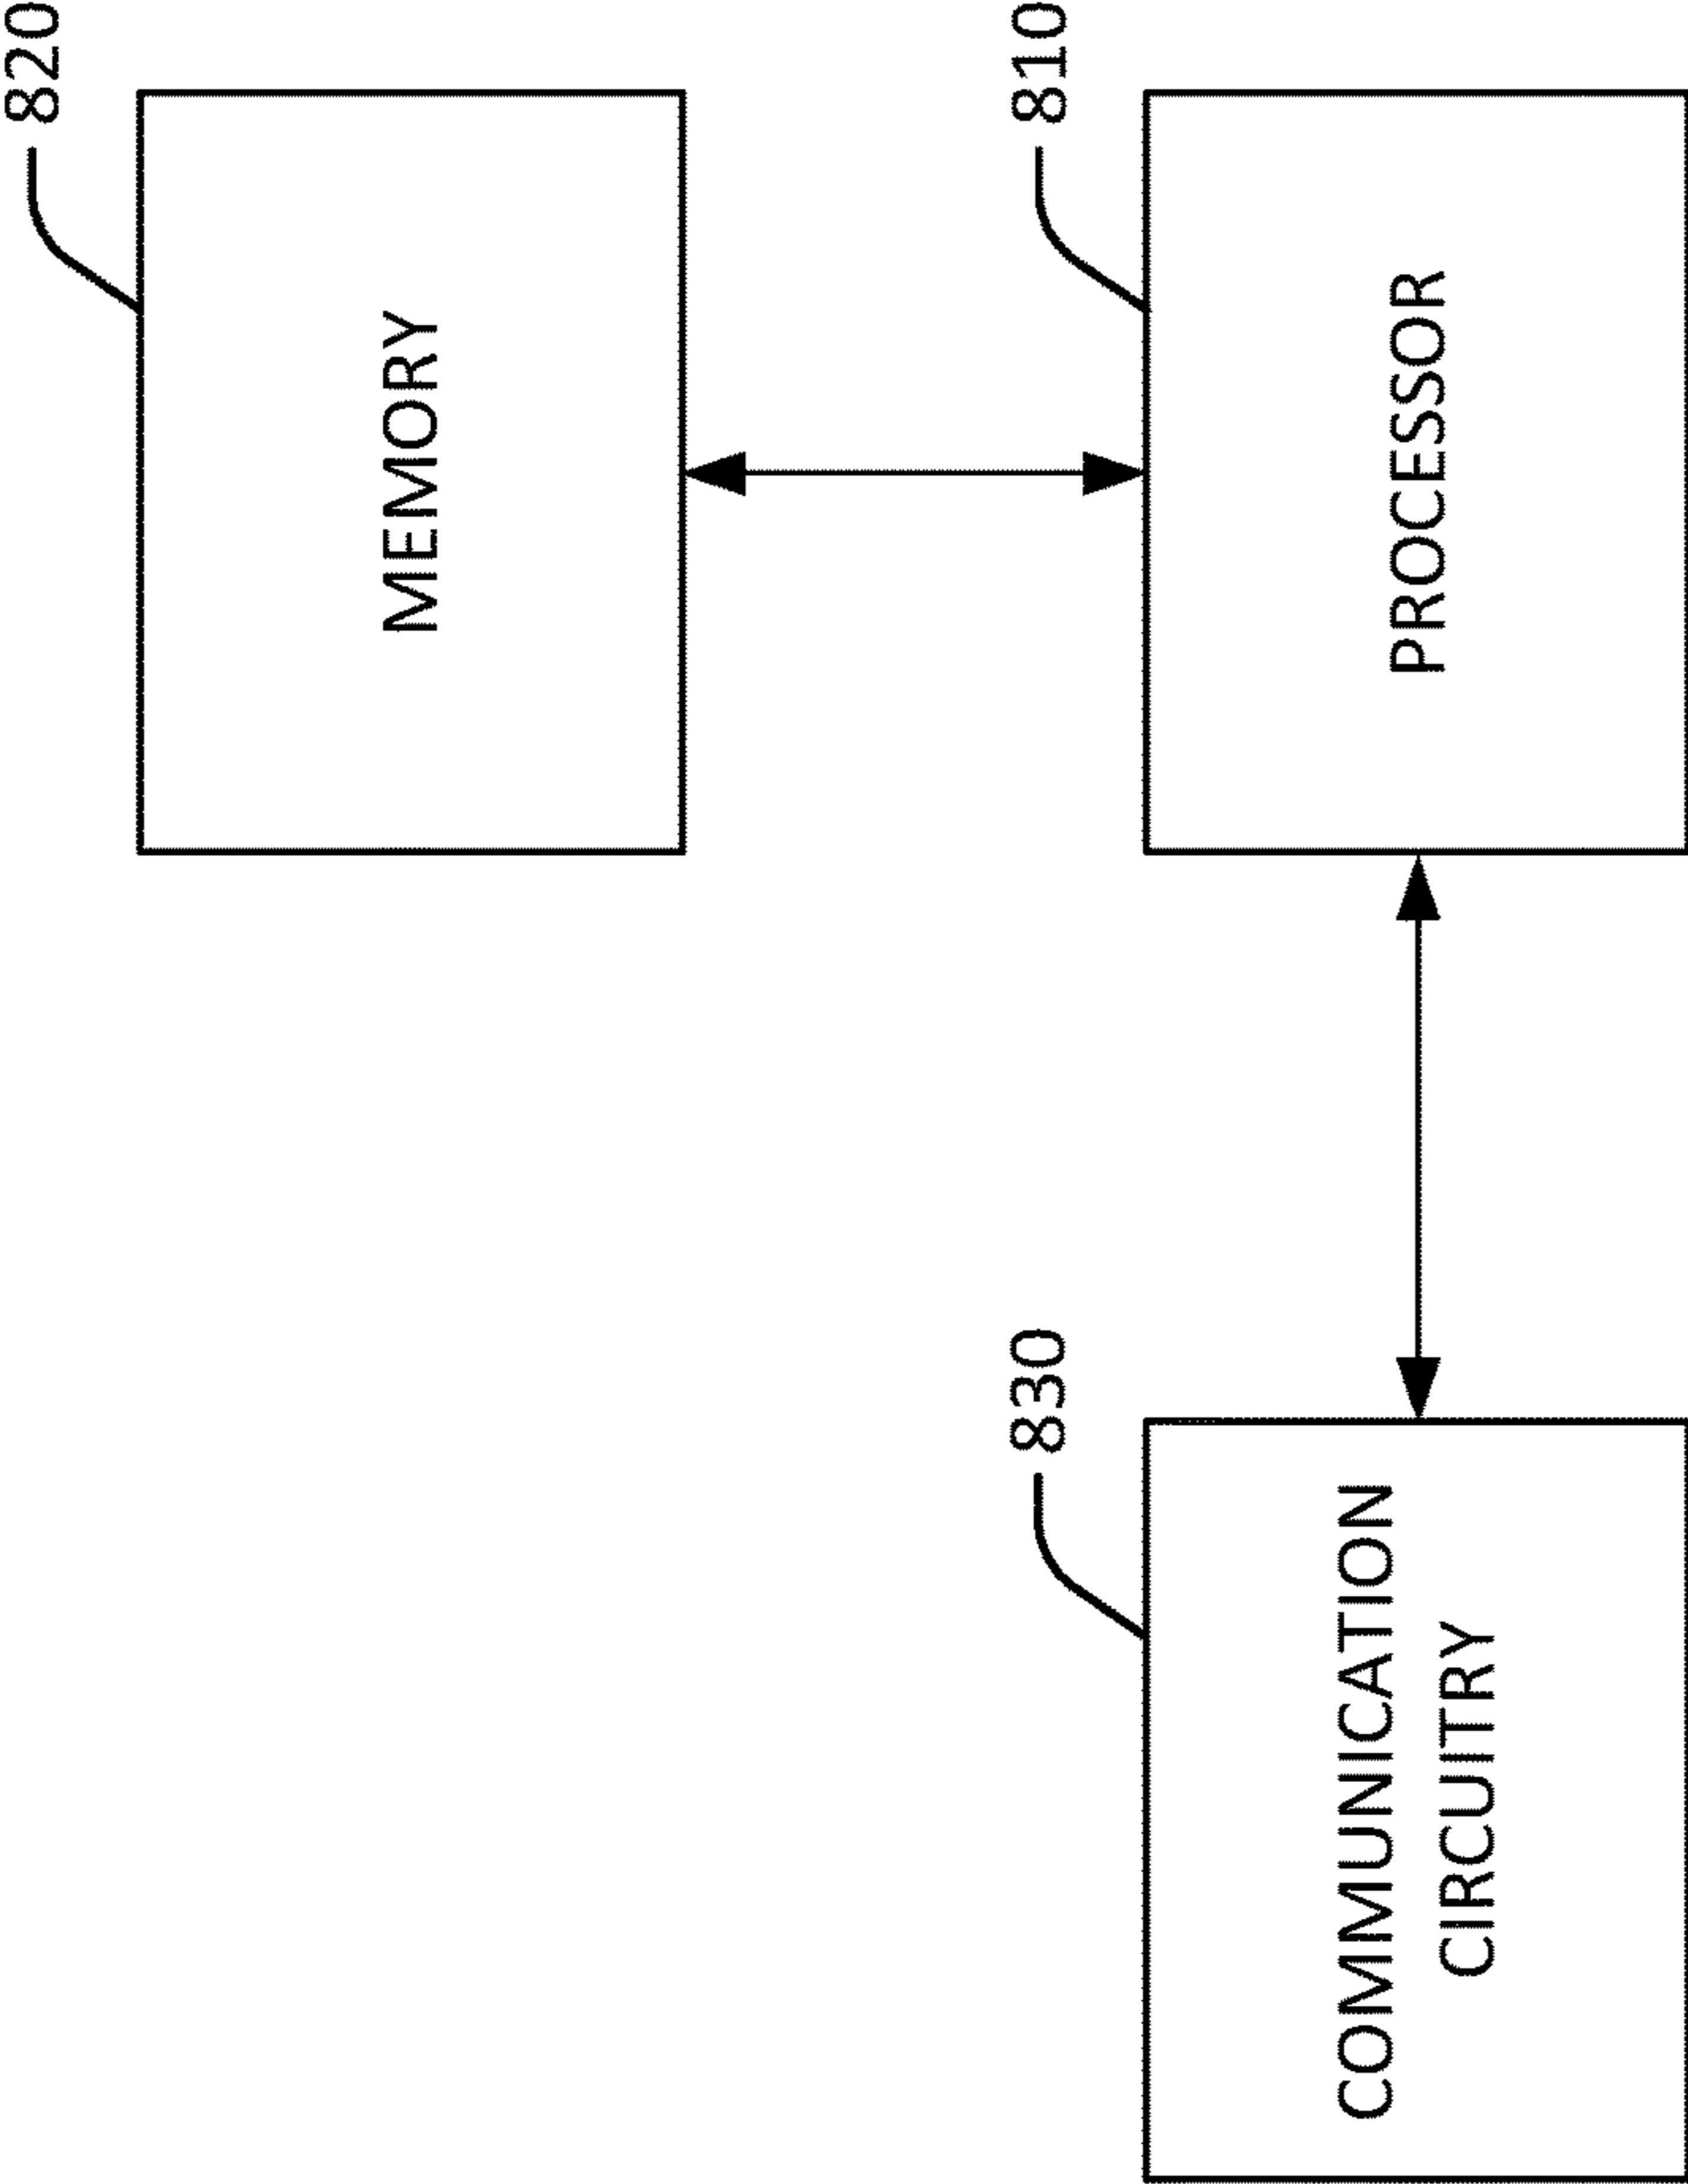 820
MEMORY
830
COMMUNICATION
CIRCUITRY
810
PROCESSOR